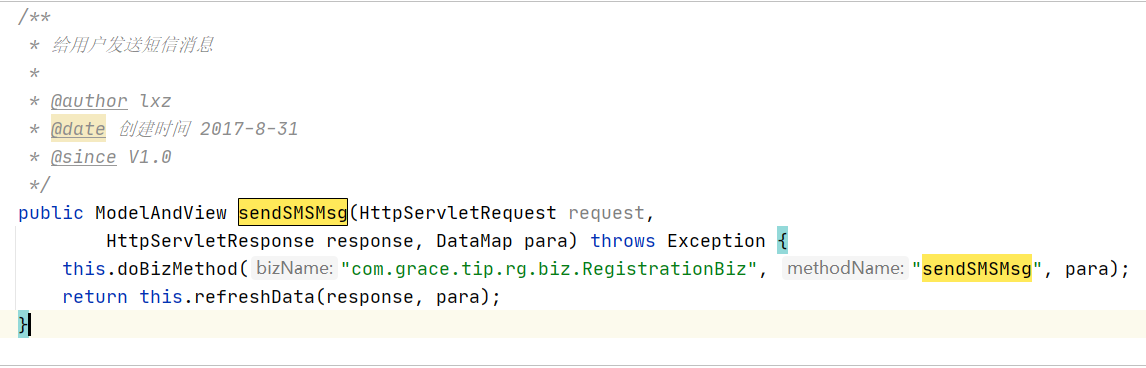 /**
 * 给用户发送短信消息
 *
 * @author lxz
 * @date 创建时间 2017-8-31
 * @since V1.0
 */
public ModelAndView sendSMSMsg(HttpServletRequest request,
        HttpServletResponse response, DataMap para) throws Exception {
    this.doBizMethod( bizName: "com.grace.tip.rg.biz.RegistrationBiz", methodName: "sendSMSMsg", para);
    return this.refreshData(response, para);
}